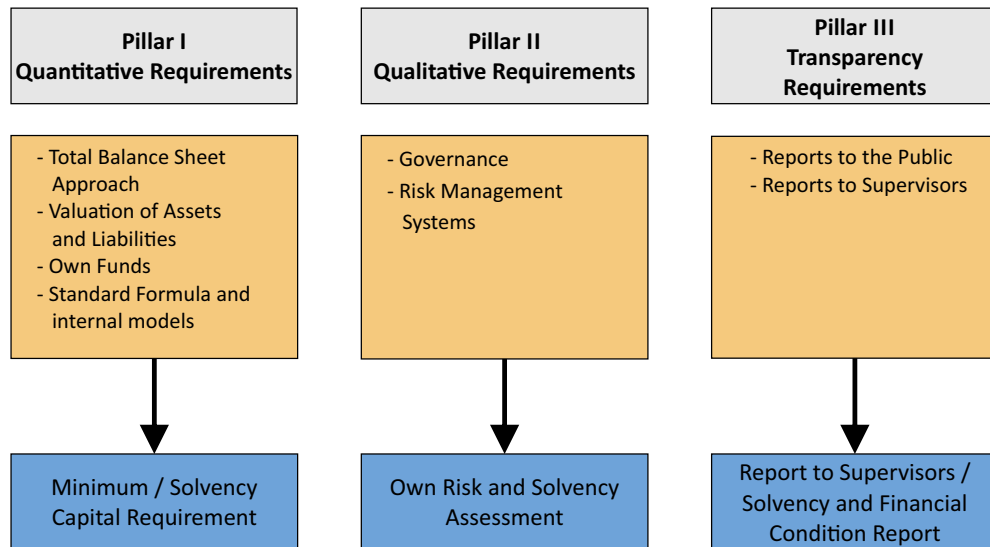 Pillar I
Quantitative Requirements
- Total Balance Sheet
Approach
- Valuation of Assets
and Liabilities
- Own Funds
- Standard Formula and
internal models
Minimum / Solvency
Capital Requirement
Pillar II
Qualitative Requirements
- Governance
- Risk Management
Systems
Own Risk and Solvency
Assessment
Pillar III
Transparency
Requirements
- Reports to the Public
- Reports to Supervisors
Report to Supervisors /
Solvency and Financial
Condition Report